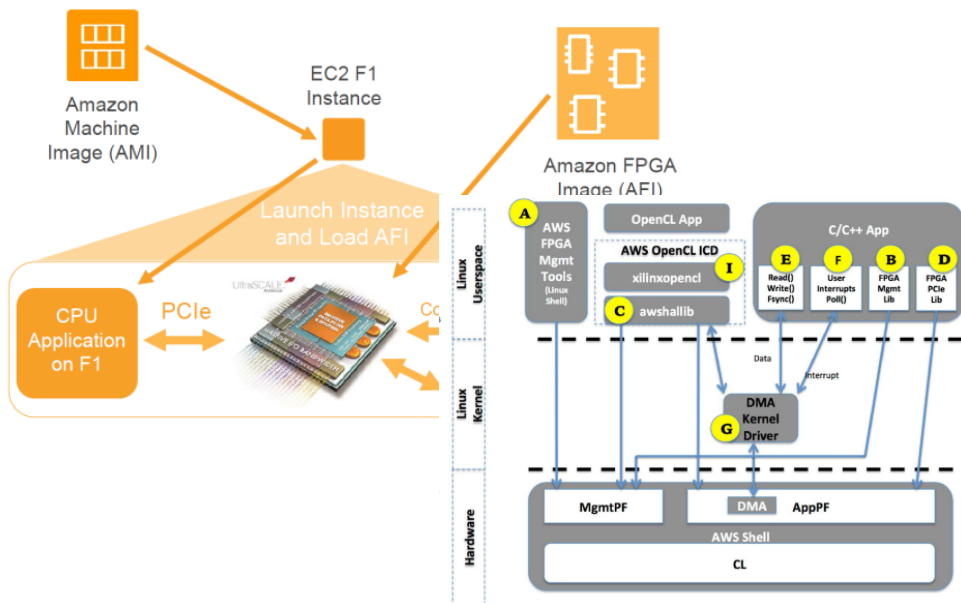 Amazon
Machine
Image (AMI)
EC2 F1
Instance
Amazon FPGA
Image (AFI)
Launch Instance
and Load AFI
CPU
Application
on F1
PCIe
UltraSCALE
Co
Linux
Userspace
Linux
Kernel
Hardware
A
AWS
FPGA
Mgmt
Tools
(Linux
Shell)
OpenCL App
AWS OpenCL ICD
xilinxopencl
I
C
awshallib
C/C++ App
E
Read()
Write()
Fsync()
F
User
Interrupts
Poll()
B
FPGA
Mgmt
Lib
D
FPGA
PCIe
Lib
Data
Interrupt
G
DMA
Kernel
Driver
MgmtPF
DMA
AppPF
AWS Shell
CL